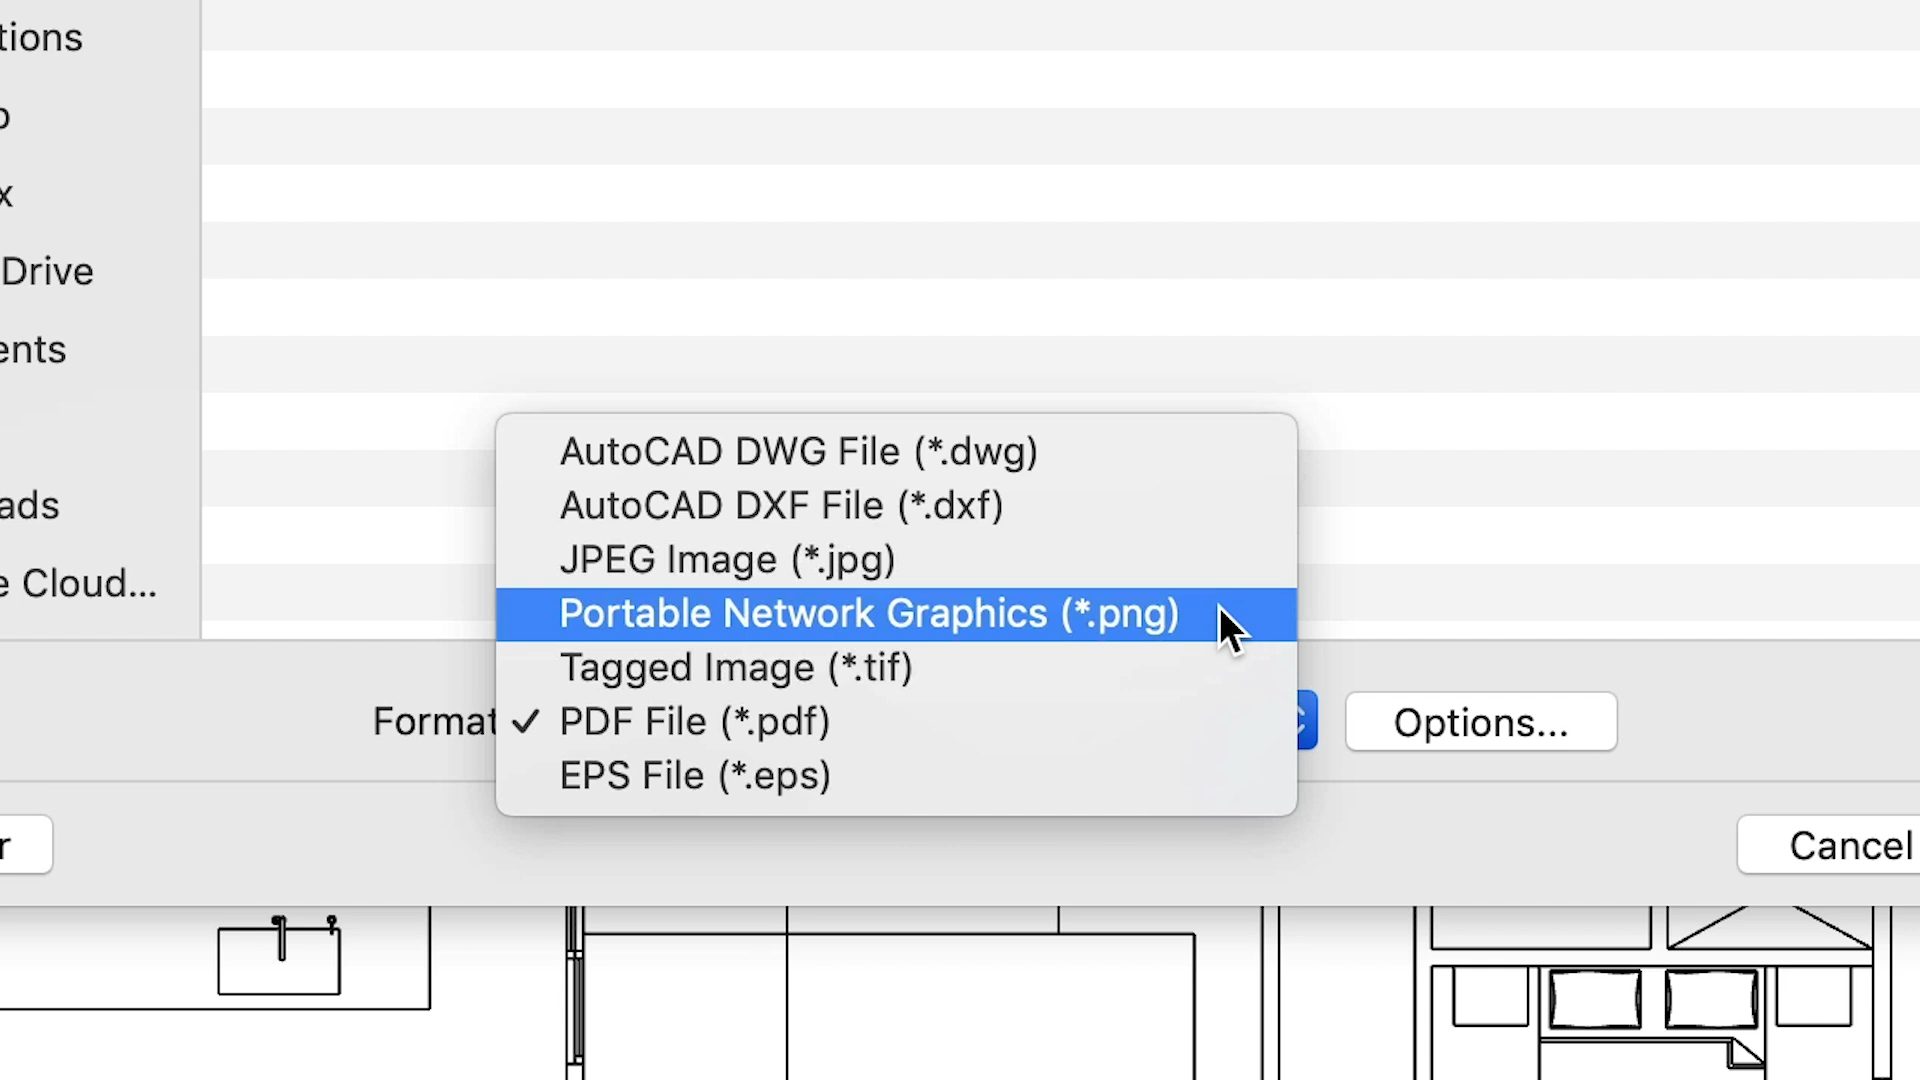 tions
Drive
ents
ads
e Cloud...
AutoCAD DWG File (*.dwg)
AutoCAD DXF File (*.dxf)
JPEG Image (*.jpg)
Portable Network Graphics (*.png)
Tagged Image (*.tif)
Format ✓ PDF File (*.pdf)
Options...
EPS File (*.eps)
r
Cancel